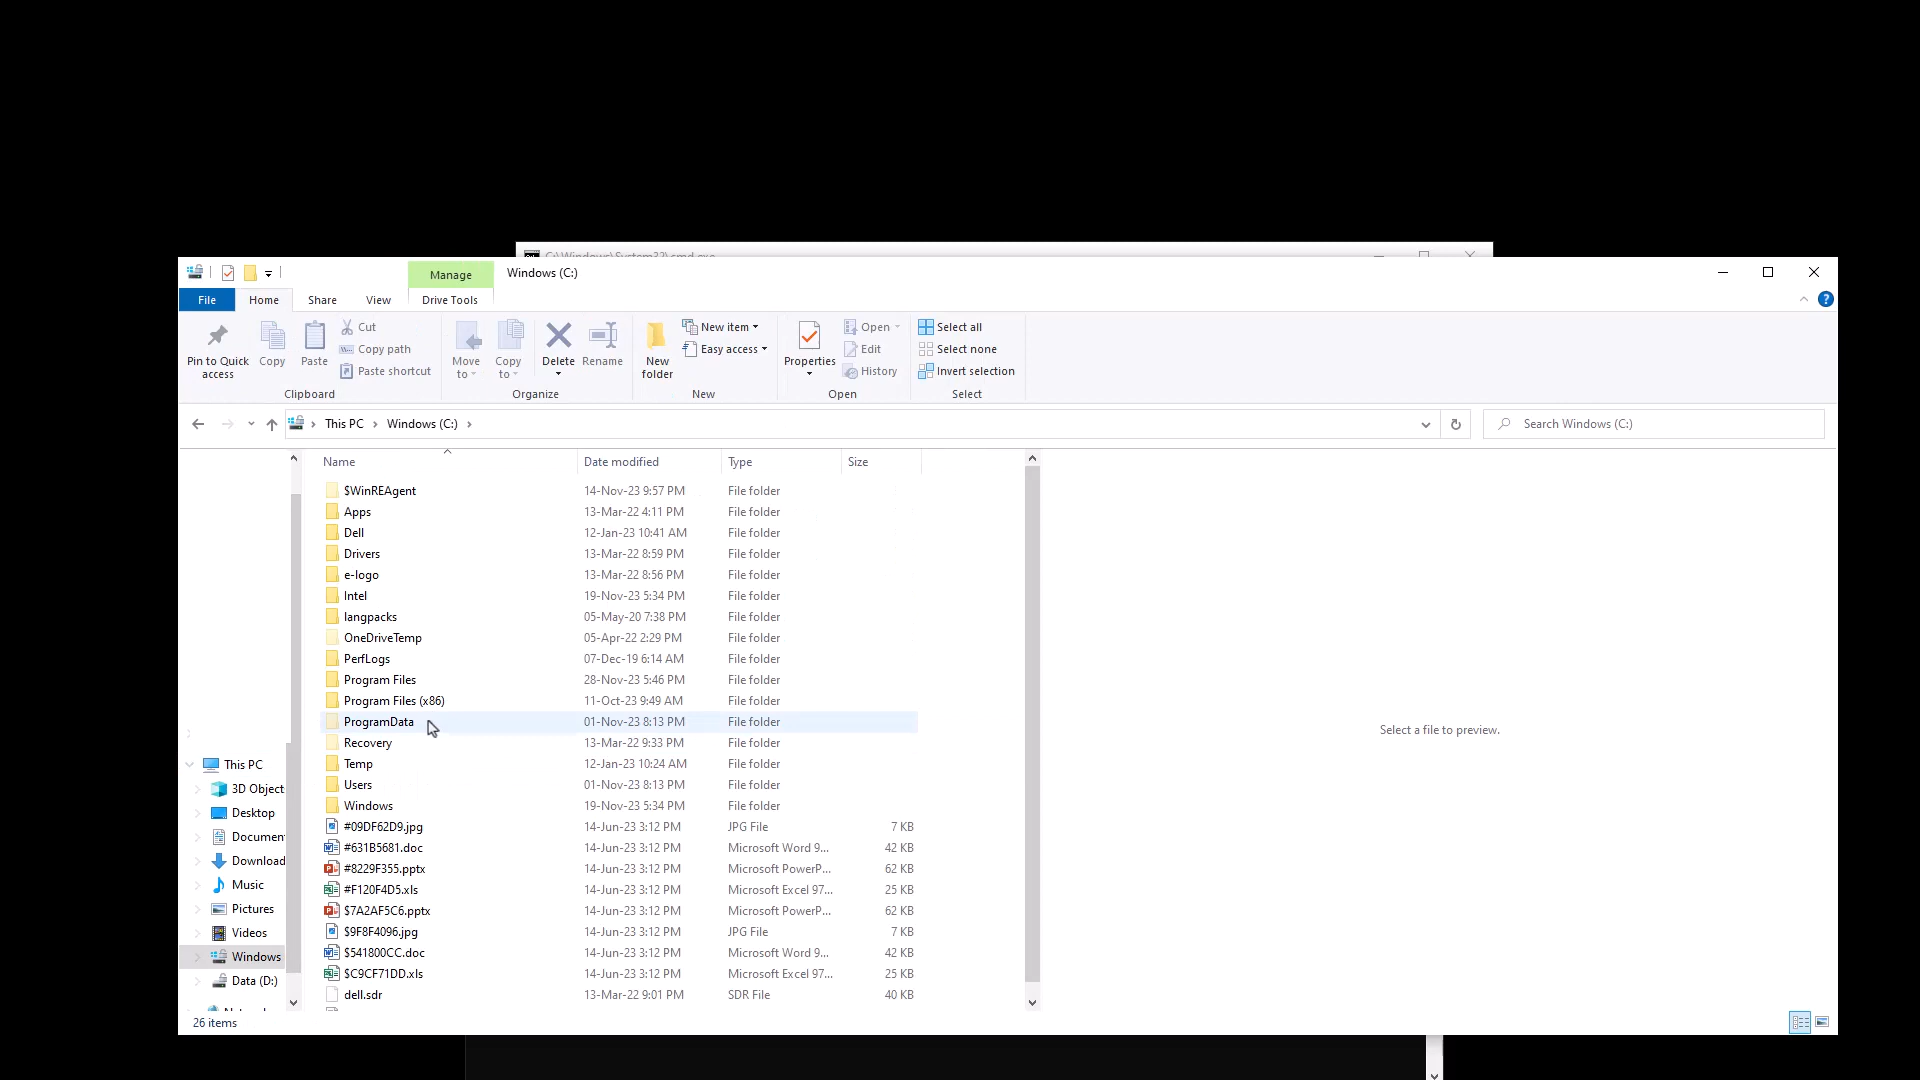 C:\Windows\System32\cmd.exe
Manage
Windows (C:)
File
Home
Share
View
Drive Tools
Pin to Quick access
Copy
Paste
Cut
Copy path
Paste shortcut
Clipboard
Move to
Copy to
Delete
Rename
Organize
New folder
New item
Easy access
New
Properties
Open
Edit
History
Open
Select all
Select none
Invert selection
Select
This PC
Windows (C:)
Search Windows (C:)
Name Date modified Type Size
$WinREAgent 14-Nov-23 9:57 PM File folder
Apps 13-Mar-22 4:11 PM File folder
Dell 12-Jan-23 10:41 AM File folder
Drivers 13-Mar-22 8:59 PM File folder
e-logo 13-Mar-22 8:56 PM File folder
Intel 19-Nov-23 5:34 PM File folder
langpacks 05-May-20 7:38 PM File folder
OneDriveTemp 05-Apr-22 2:29 PM File folder
PerfLogs 07-Dec-19 6:14 AM File folder
Program Files 28-Nov-23 5:46 PM File folder
Program Files (x86) 11-Oct-23 9:49 AM File folder
ProgramData 01-Nov-23 8:13 PM File folder
Recovery 13-Mar-22 9:33 PM File folder
Temp 12-Jan-23 10:24 AM File folder
Users 01-Nov-23 8:13 PM File folder
Windows 19-Nov-23 5:34 PM File folder
#09DF62D9.jpg 14-Jun-23 3:12 PM JPG File 7 KB
#631B5681.doc 14-Jun-23 3:12 PM Microsoft Word 9... 42 KB
#8229F355.pptx 14-Jun-23 3:12 PM Microsoft PowerP... 62 KB
#F120F4D5.xls 14-Jun-23 3:12 PM Microsoft Excel 97... 25 KB
$7A2AF5C6.pptx 14-Jun-23 3:12 PM Microsoft PowerP... 62 KB
$9F8F4096.jpg 14-Jun-23 3:12 PM JPG File 7 KB
$541800CC.doc 14-Jun-23 3:12 PM Microsoft Word 9... 42 KB
$C9CF71DD.xls 14-Jun-23 3:12 PM Microsoft Excel 97... 25 KB
dell.sdr 13-Mar-22 9:01 PM SDR File 40 KB
This PC
3D Object
Desktop
Documen
Download
Music
Pictures
Videos
Windows
Data (D:)
Select a file to preview.
26 items